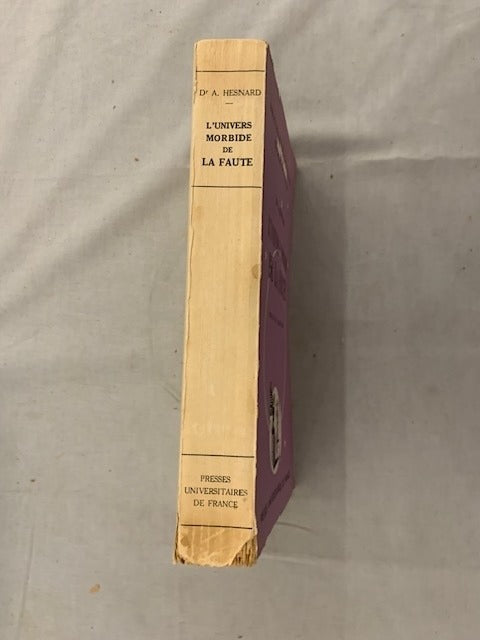 Dr A. HESNARD
L'UNIVERS
MORBIDE
DE
LA FAUTE
PRESSES
UNIVERSITAIRES
DE FRANCE